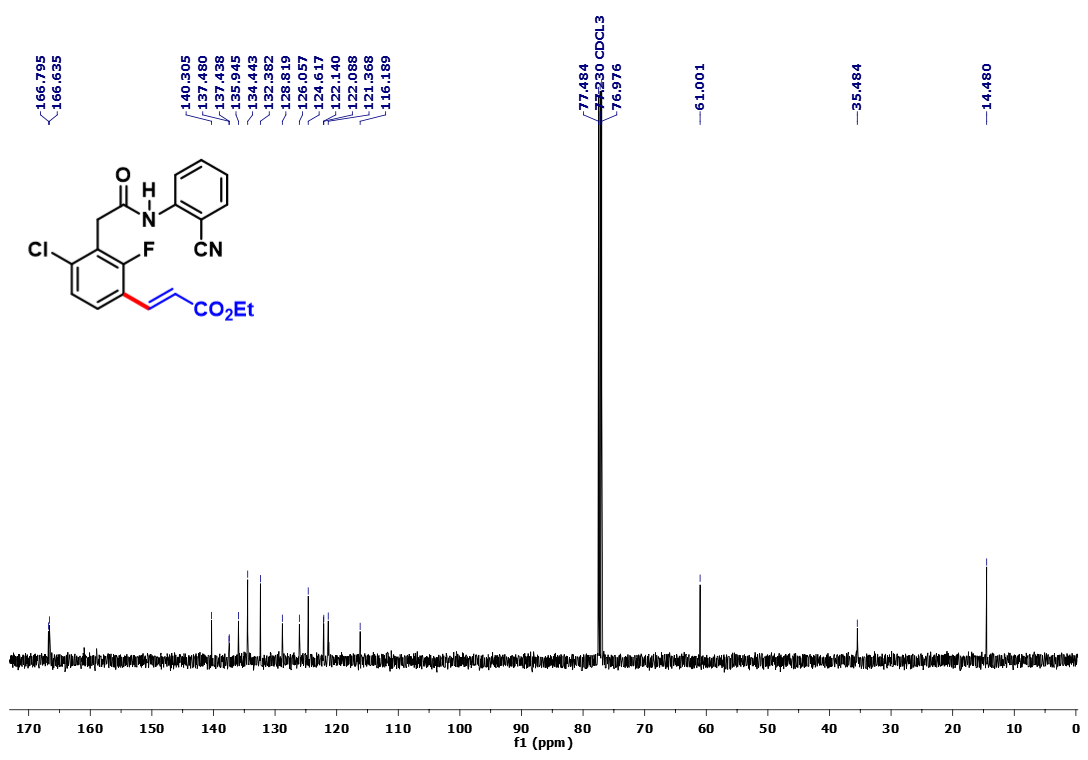 166.795
166.635
140.305
137.480
137.438
135.945
134.443
132.382
128.819
126.057
124.617
122.140
122.088
121.368
116.189
77.484
77.230 CDCL3
76.976
61.001
35.484
14.480
O
H
N
Cl
F
CN
CO2Et
170 160 150 140 130 120 110 100 90 80 70 60 50 40 30 20 10 0
f1 (ppm)